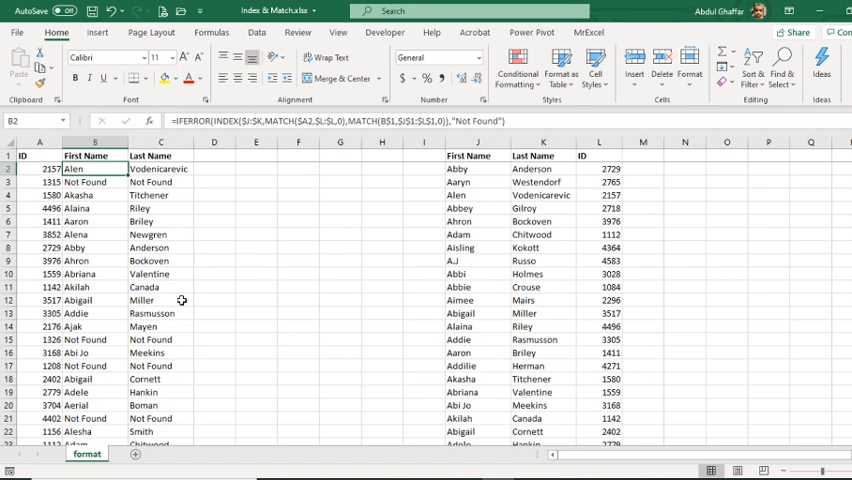 AutoSave Off Index & Match.xlsx Search Abdul Ghaffar
File Home Insert Page Layout Formulas Data Review View Developer Help Acrobat Power Pivot MrExcel Share
Paste Calibri 11 Wrap Text General Conditional Formatting Format as Table Cell Styles Insert Delete Format Sort & Filter Find & Select Ideas
B I U Merge & Center $ %
Clipboard Font Alignment Number Styles Cells Editing Ideas
B2 fx =IFERROR(INDEX($J:$K,MATCH($A2,$L:$L,0),MATCH(B$1,$J$1:$L$1,0)),"Not Found")
A B C D E F G H I J K L M N O P Q
1 ID First Name Last Name First Name Last Name ID
2 2157 Alen Vodenicarevic Abby Anderson 2729
3 1315 Not Found Not Found Aaryn Westendorf 2765
4 1580 Akasha Titchener Alen Vodenicarevic 2157
5 4496 Alaina Riley Abbey Gilroy 2718
6 1411 Aaron Briley Ahron Bockoven 3976
7 3852 Alena Newgren Adam Chitwood 1112
8 2729 Abby Anderson Aisling Kokott 4364
9 3976 Ahron Bockoven A.J Russo 4583
10 1559 Abriana Valentine Abbi Holmes 3028
11 1142 Akilah Canada Abbie Crouse 1084
12 3517 Abigail Miller Aimee Mairs 2296
13 3305 Addie Rasmusson Abigail Miller 3517
14 2176 Ajak Mayen Alaina Riley 4496
15 1326 Not Found Not Found Addie Rasmusson 3305
16 3168 Abi Jo Meekins Aaron Briley 1411
17 1208 Not Found Not Found Addilie Herman 4271
18 2402 Abigail Cornett Akasha Titchener 1580
19 2779 Adele Hankin Abriana Valentine 1559
20 3704 Aerial Boman Abi Jo Meekins 3168
21 4402 Not Found Not Found Akilah Canada 1142
22 1156 Alesha Smith Abigail Cornett 2402
23 1112 Adam Chitwood Adele Hankin 2779
format